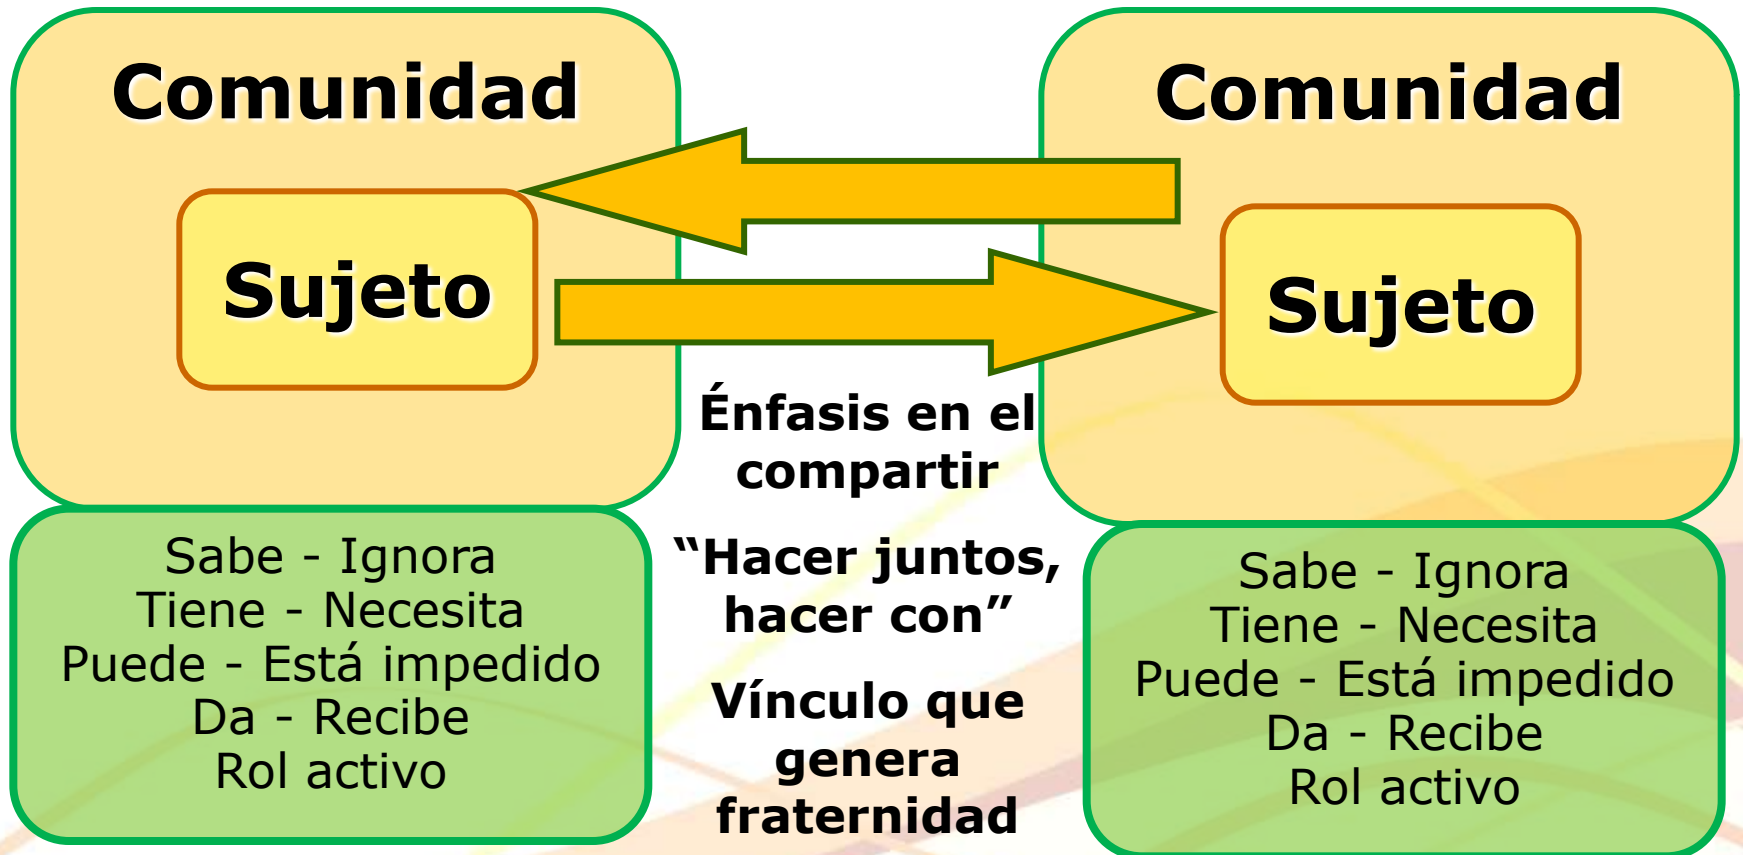 Comunidad
Sujeto
Sabe - Ignora
Tiene - Necesita
Puede - Está impedido
Da - Recibe
Rol activo
Énfasis en el
compartir
“Hacer juntos,
hacer con”
Vínculo que
genera
fraternidad
Comunidad
Sujeto
Sabe - Ignora
Tiene - Necesita
Puede - Está impedido
Da - Recibe
Rol activo